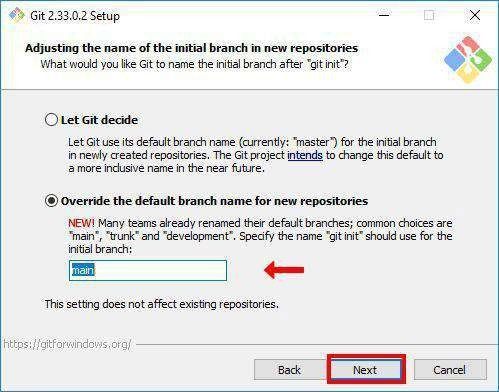 Git 2.33.0.2 Setup
Adjusting the name of the initial branch in new repositories
What would you like Git to name the initial branch after "git init"?
Let Git decide
Let Git use its default branch name (currently: "master") for the initial branch
in newly created repositories. The Git project intends to change this default to
a more inclusive name in the near future.
Override the default branch name for new repositories
NEW! Many teams already renamed their default branches; common choices are
"main", "trunk" and "development". Specify the name "git init" should use for the
initial branch:
main
This setting does not affect existing repositories.
https://gitforwindows.org/
Back
Next
Cancel